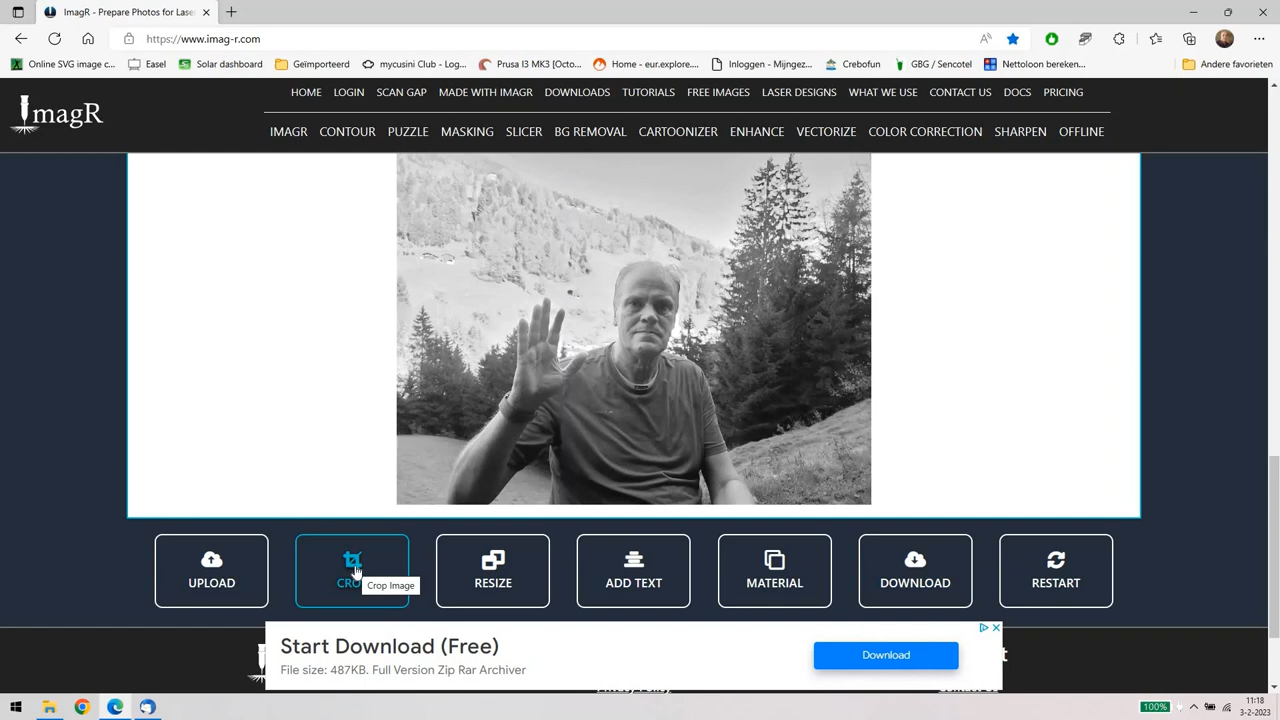 ImagR - Prepare Photos for Lase
https://www.imag-r.com
Online SVG image c...
Easel
Solar dashboard
Geïmporteerd
mycusini Club - Log...
Prusa I3 MK3 [Octo...
Home - eur.explore....
Inloggen - Mijngez...
Crebofun
GBG / Sencotel
Nettoloon bereken...
Andere favorieten
ImagR
HOME LOGIN SCAN GAP MADE WITH IMAGR DOWNLOADS TUTORIALS FREE IMAGES LASER DESIGNS WHAT WE USE CONTACT US DOCS PRICING
IMAGR CONTOUR PUZZLE MASKING SLICER BG REMOVAL CARTOONIZER ENHANCE VECTORIZE COLOR CORRECTION SHARPEN OFFLINE
UPLOAD
CRO
Crop Image
RESIZE
ADD TEXT
MATERIAL
DOWNLOAD
RESTART
Start Download (Free)
File size: 487KB. Full Version Zip Rar Archiver
Download
100%
11:18
3-2-2023